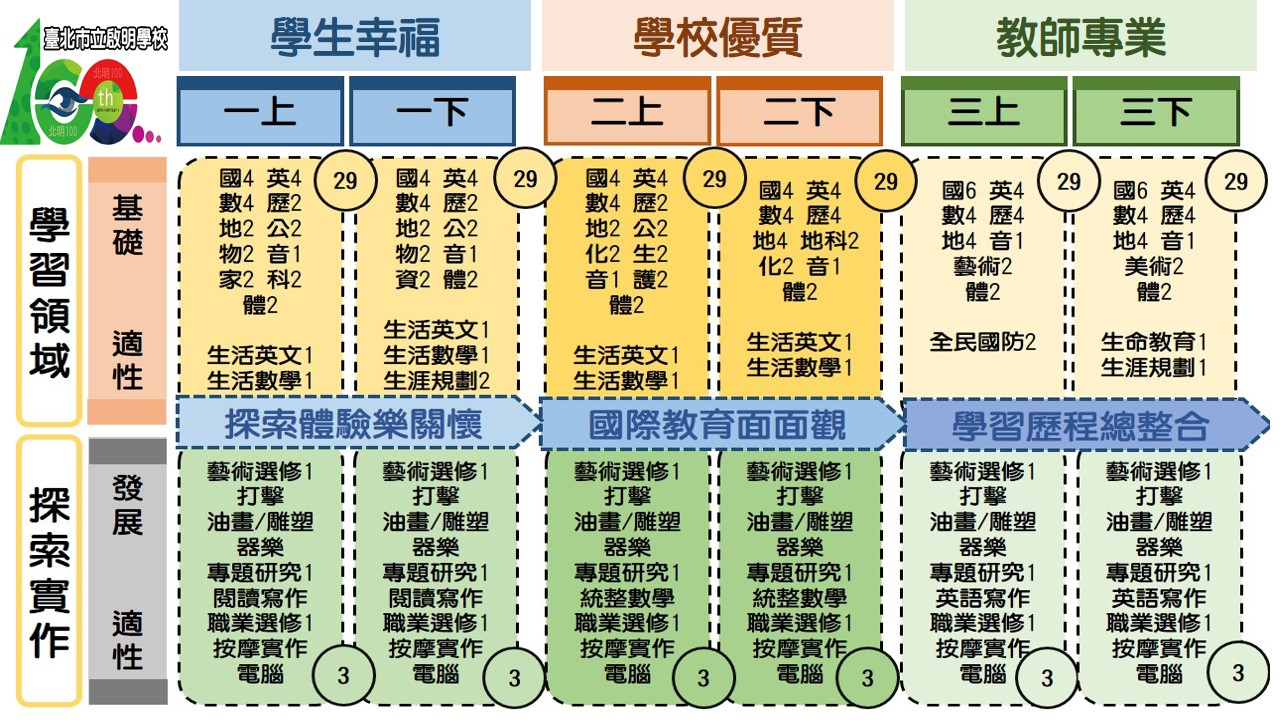 臺北市立啟明學校
北明100
th
anniversary
北明100
學生幸福
學校優質
教師專業
一上
一下
二上
二下
三上
三下
學習領域
基礎
適性
國4 英4
數4 歷2
地2 公2
物2 音1
家2 科2
體2
生活英文1
生活數學1
29
國4 英4
數4 歷2
地2 公2
物2 音1
資2 體2
生活英文1
生活數學1
生涯規劃2
29
國4 英4
數4 歷2
地2 公2
化2 生2
音1 護2
體2
生活英文1
生活數學1
29
國4 英4
數4 歷4
地4 地科2
化2 音1
體2
生活英文1
生活數學1
29
國6 英4
數4 歷4
地4 音1
藝術2
體2
全民國防2
29
國6 英4
數4 歷4
地4 音1
美術2
體2
生命教育1
生涯規劃1
29
探索體驗樂關懷
國際教育面面觀
學習歷程總整合
探索實作
發展
適性
藝術選修1
打擊
油畫/雕塑
器樂
專題研究1
閱讀寫作
職業選修1
按摩實作
電腦
3
藝術選修1
打擊
油畫/雕塑
器樂
專題研究1
閱讀寫作
職業選修1
按摩實作
電腦
3
藝術選修1
打擊
油畫/雕塑
器樂
專題研究1
統整數學
職業選修1
按摩實作
電腦
3
藝術選修1
打擊
油畫/雕塑
器樂
專題研究1
統整數學
職業選修1
按摩實作
電腦
3
藝術選修1
打擊
油畫/雕塑
器樂
專題研究1
英語寫作
職業選修1
按摩實作
電腦
3
藝術選修1
打擊
油畫/雕塑
器樂
專題研究1
英語寫作
職業選修1
按摩實作
電腦
3